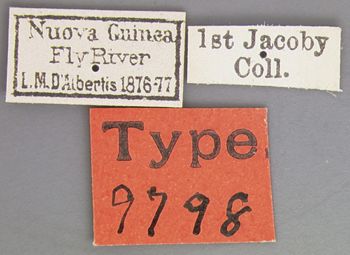 Nuova Guinea
Fly River
L.M.D'Albertis 1876-77
1st Jacoby
Coll.
Type
9798